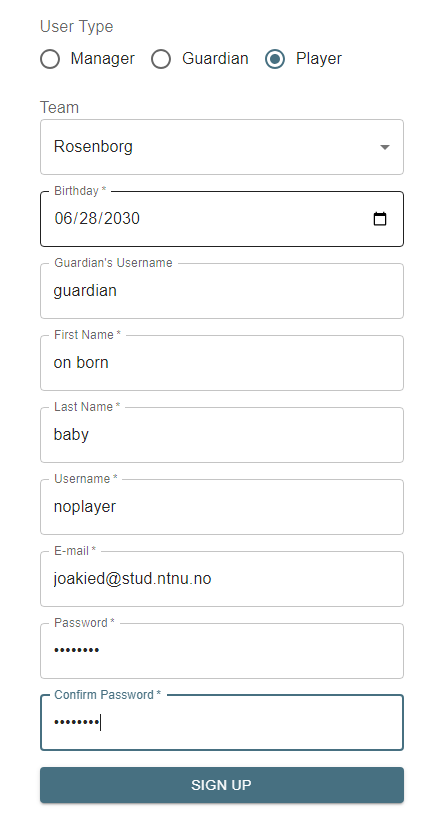 User Type
Manager Guardian Player
Team
Rosenborg
Birthday *
06/28/2030
Guardian's Username
guardian
First Name *
on born
Last Name *
baby
Username *
noplayer
E-mail *
joakied@stud.ntnu.no
Password *
••••••••
Confirm Password *
••••••••
SIGN UP